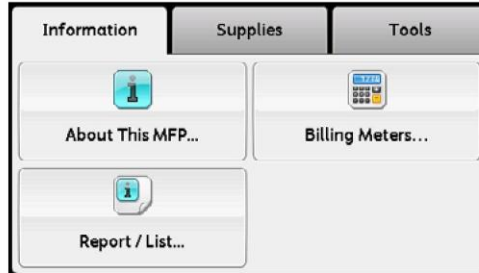 Information
Supplies
Tools
About This MFP...
Billing Meters...
Report / List...